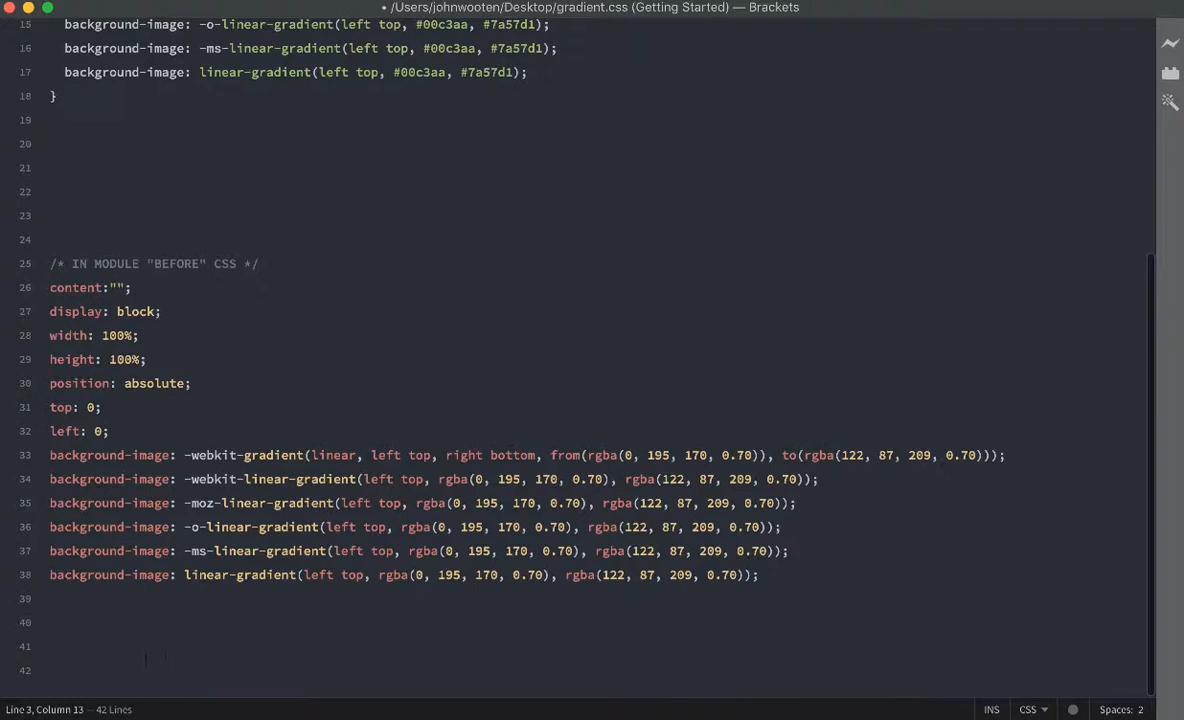 • /Users/johnwooten/Desktop/gradient.css (Getting Started) — Brackets
15 background-image: -o-linear-gradient(left top, #00c3aa, #7a57d1);
16 background-image: -ms-linear-gradient(left top, #00c3aa, #7a57d1);
17 background-image: linear-gradient(left top, #00c3aa, #7a57d1);
18 }
19
20
21
22
23
24
25 /* IN MODULE "BEFORE" CSS */
26 content:"";
27 display: block;
28 width: 100%;
29 height: 100%;
30 position: absolute;
31 top: 0;
32 left: 0;
33 background-image: -webkit-gradient(linear, left top, right bottom, from(rgba(0, 195, 170, 0.70)), to(rgba(122, 87, 209, 0.70)));
34 background-image: -webkit-linear-gradient(left top, rgba(0, 195, 170, 0.70), rgba(122, 87, 209, 0.70));
35 background-image: -moz-linear-gradient(left top, rgba(0, 195, 170, 0.70), rgba(122, 87, 209, 0.70));
36 background-image: -o-linear-gradient(left top, rgba(0, 195, 170, 0.70), rgba(122, 87, 209, 0.70));
37 background-image: -ms-linear-gradient(left top, rgba(0, 195, 170, 0.70), rgba(122, 87, 209, 0.70));
38 background-image: linear-gradient(left top, rgba(0, 195, 170, 0.70), rgba(122, 87, 209, 0.70));
39
40
41
42
Line 3, Column 13 — 42 Lines INS CSS Spaces: 2